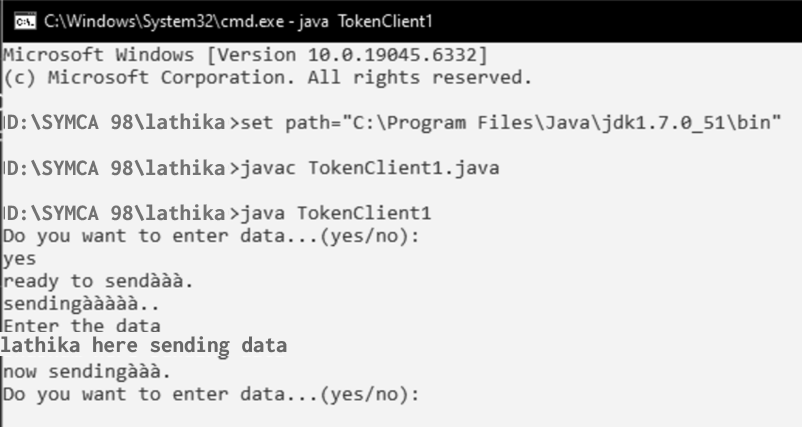 C:\Windows\System32\cmd.exe - java TokenClient1
Microsoft Windows [Version 10.0.19045.6332]
(c) Microsoft Corporation. All rights reserved.
D:\SYMCA 98\lathika>set path="C:\Program Files\Java\jdk1.7.0_51\bin"
D:\SYMCA 98\lathika>javac TokenClient1.java
D:\SYMCA 98\lathika>java TokenClient1
Do you want to enter data...(yes/no):
yes
ready to sendààà.
sendingààààà..
Enter the data
lathika here sending data
now sendingààà.
Do you want to enter data...(yes/no):